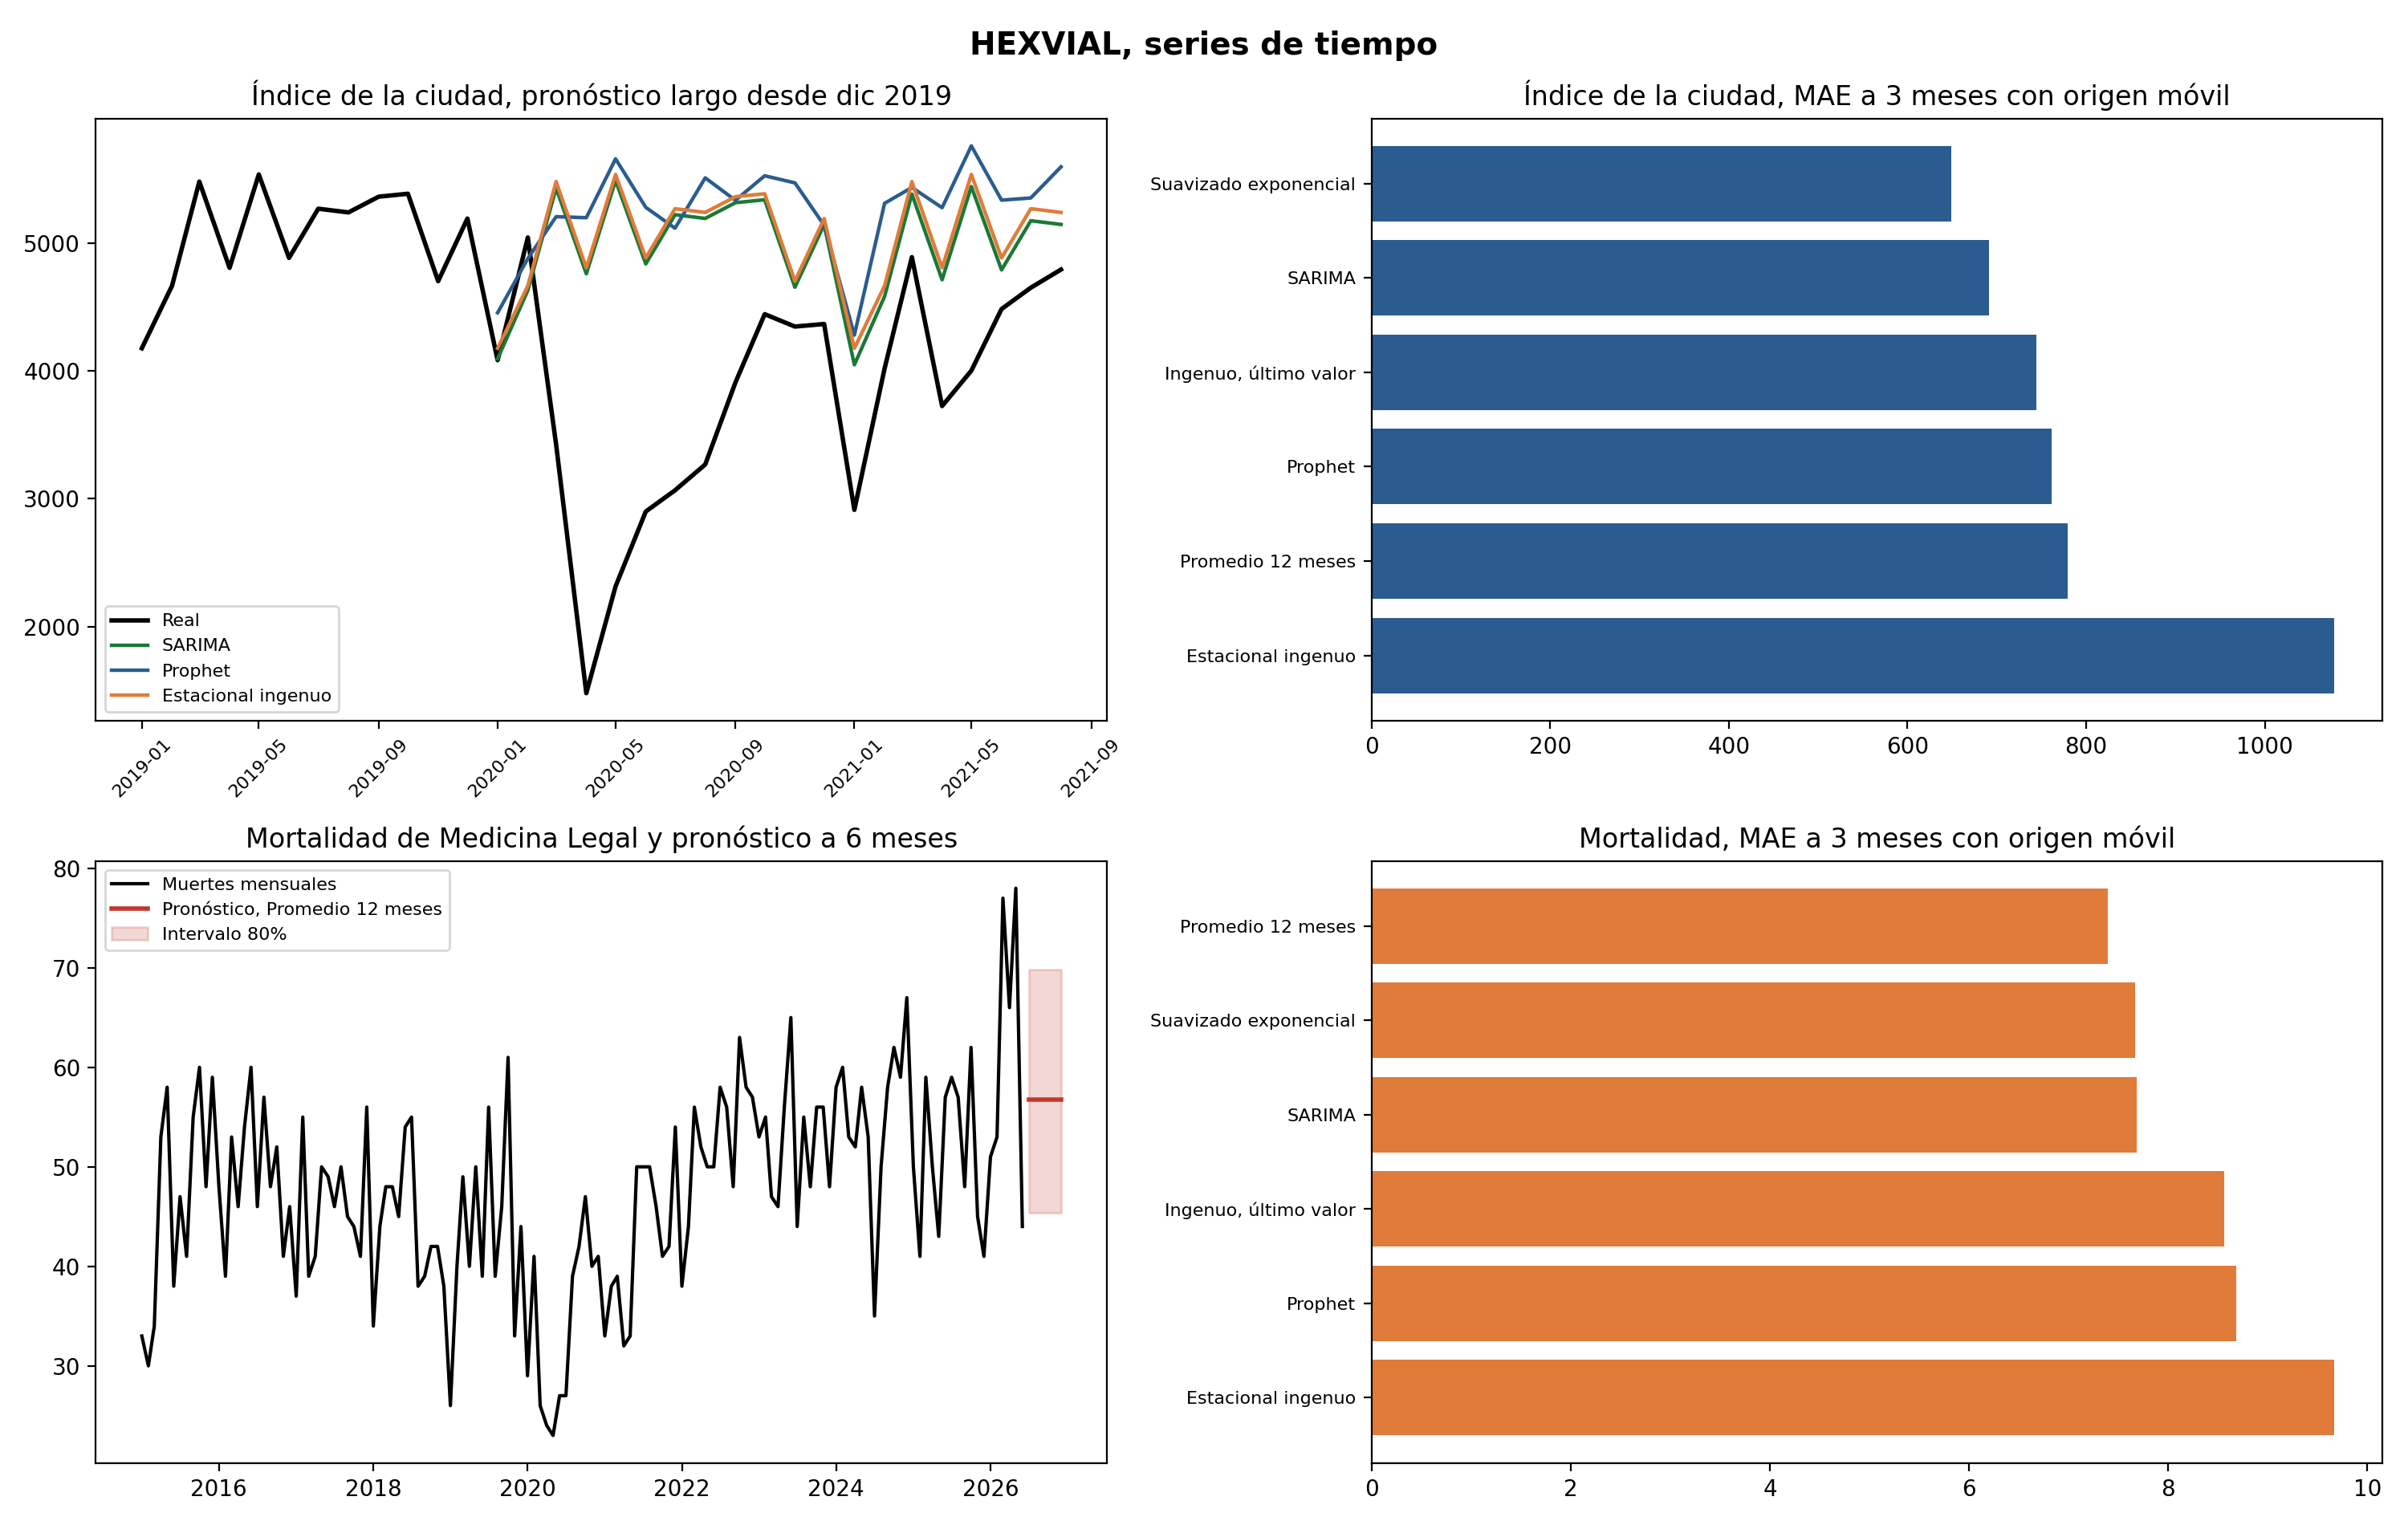 HEXVIAL, series de tiempo
Índice de la ciudad, pronóstico largo desde dic 2019
5000
4000
3000
2000
Real
SARIMA
Prophet
Estacional ingenuo
2019-01
2019-05
2019-09
2020-01
2020-05
2020-09
2021-01
2021-05
2021-09
Índice de la ciudad, MAE a 3 meses con origen móvil
Suavizado exponencial
SARIMA
Ingenuo, último valor
Prophet
Promedio 12 meses
Estacional ingenuo
0
200
400
600
800
1000
Mortalidad de Medicina Legal y pronóstico a 6 meses
80
70
60
50
40
30
Muertes mensuales
Pronóstico, Promedio 12 meses
Intervalo 80%
2016
2018
2020
2022
2024
2026
Mortalidad, MAE a 3 meses con origen móvil
Promedio 12 meses
Suavizado exponencial
SARIMA
Ingenuo, último valor
Prophet
Estacional ingenuo
0
2
4
6
8
10